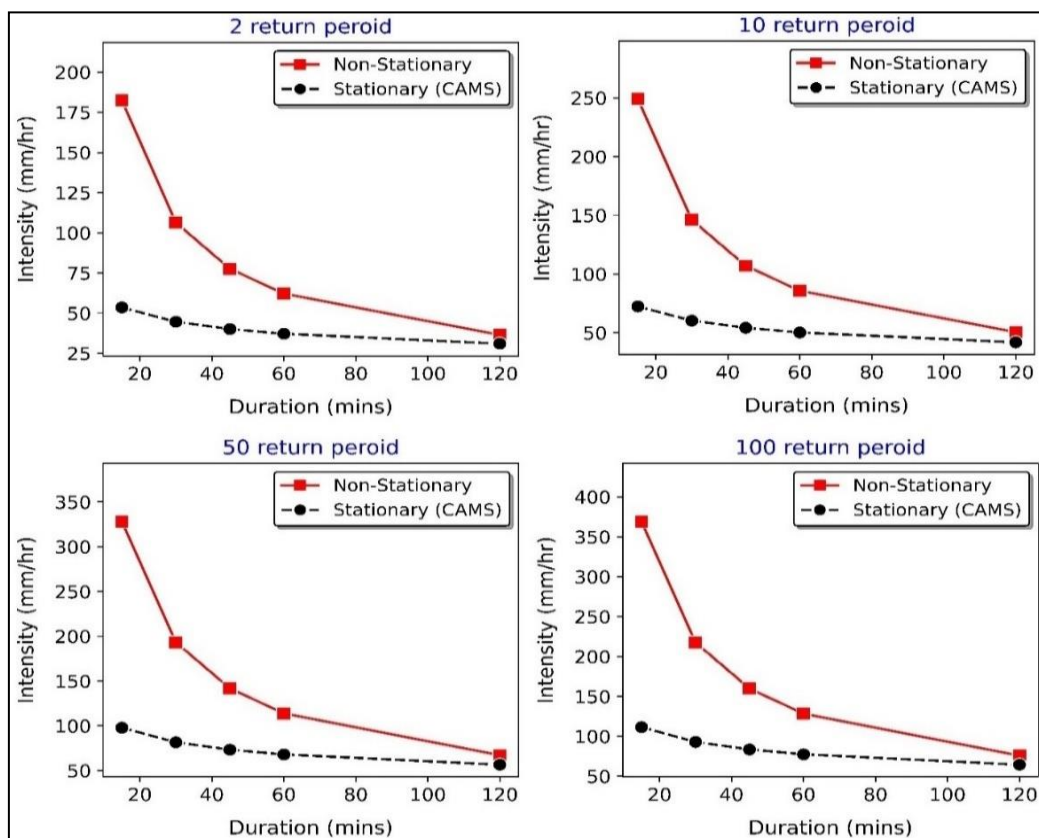 2 return peroid
200
175
150
125
100
75
50
25
Intensity (mm/hr)
Non-Stationary
Stationary (CAMS)
20 40 60 80 100 120
Duration (mins)
10 return peroid
250
200
150
100
50
Intensity (mm/hr)
Non-Stationary
Stationary (CAMS)
20 40 60 80 100 120
Duration (mins)
50 return peroid
350
300
250
200
150
100
50
Intensity (mm/hr)
Non-Stationary
Stationary (CAMS)
20 40 60 80 100 120
Duration (mins)
100 return peroid
400
350
300
250
200
150
100
50
Intensity (mm/hr)
Non-Stationary
Stationary (CAMS)
20 40 60 80 100 120
Duration (mins)